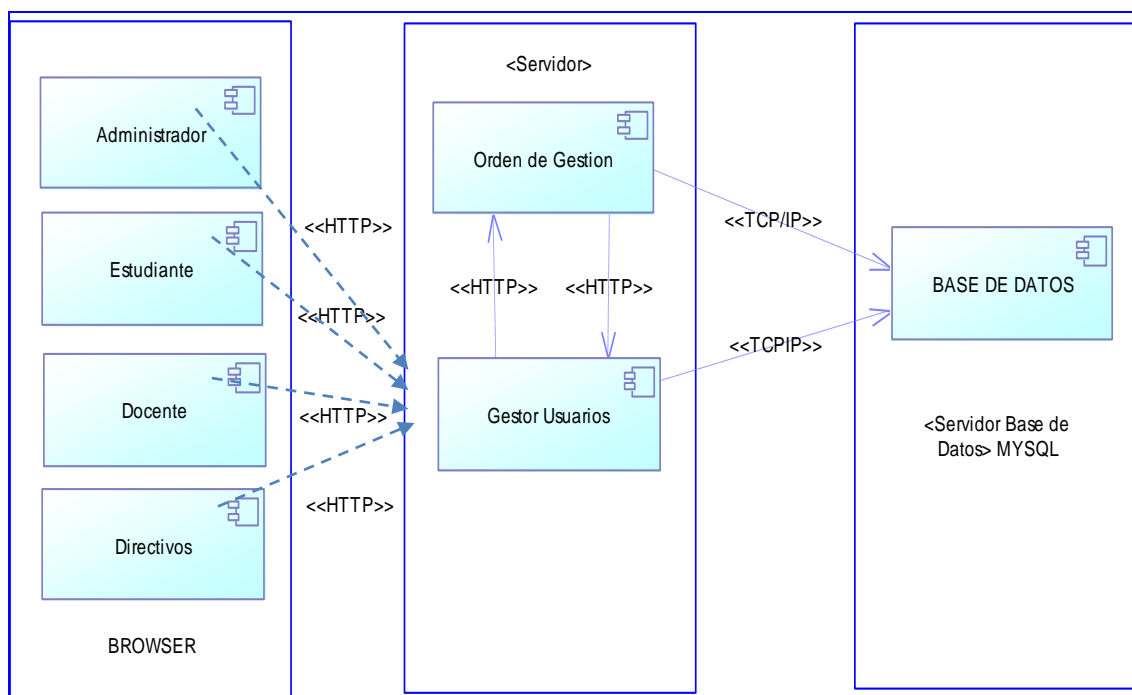 Administrador
Estudiante
Docente
Directivos
BROWSER
<<HTTP>>
<<HTTP>>
<<HTTP>>
<<HTTP>>
<Servidor>
Orden de Gestion
<<HTTP>>
<<HTTP>>
Gestor Usuarios
<<TCP/IP>>
<<TCPIP>>
BASE DE DATOS
<Servidor Base de
Datos> MYSQL